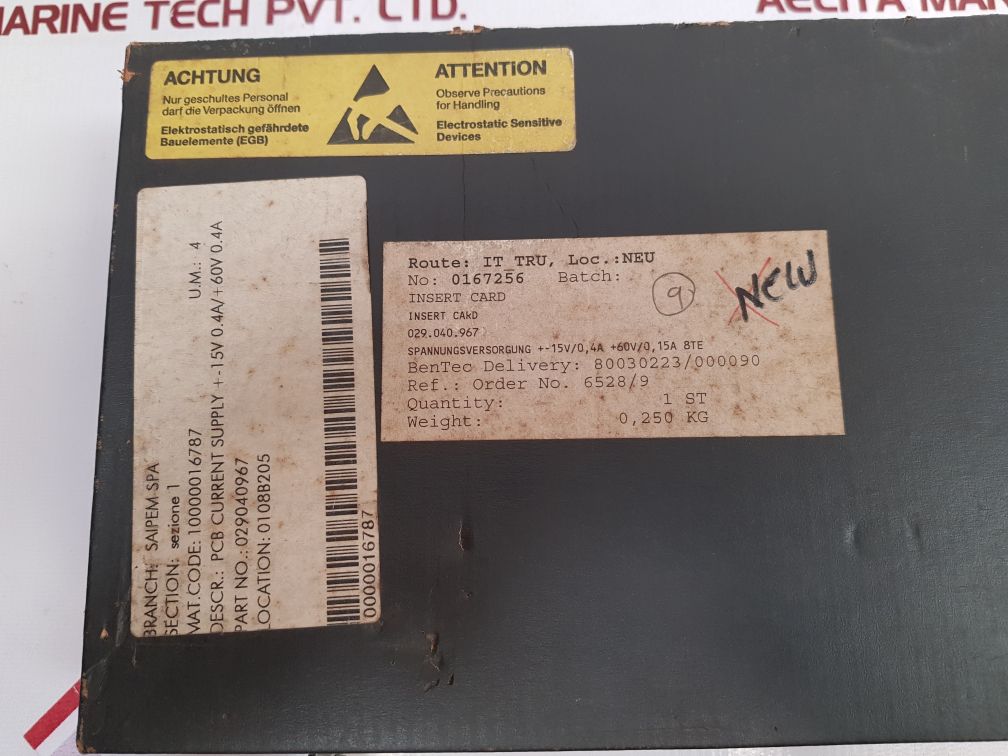 MARINE TECH PVT. LTD.
ACHTUNG
Nur geschultes Personal
darf die Verpackung öffnen
Elektrostatisch gefährdete
Bauelemente (EGB)
ATTENTION
Observe Precautions
for Handling
Electrostatic Sensitive
Devices
BRANCH: SAIPEM SPA
SECTION: sezione 1
MAT.CODE: 10000016787 U.M.: 4
DESCR.: PCB CURRENT SUPPLY +-15V 0.4A/+60V 0.4A
PART NO.: 029040967
LOCATION: 0108B205
0000016787
Route: IT_TRU, Loc.:NEU
No: 0167256 Batch:
INSERT CARD
INSERT CARD
029.040.967
SPANNUNGSVERSORGUNG +-15V/0,4A +60V/0,15A 8TE
BenTec Delivery: 80030223/000090
Ref.: Order No. 6528/9
Quantity: 1 ST
Weight: 0,250 KG
9
NEW